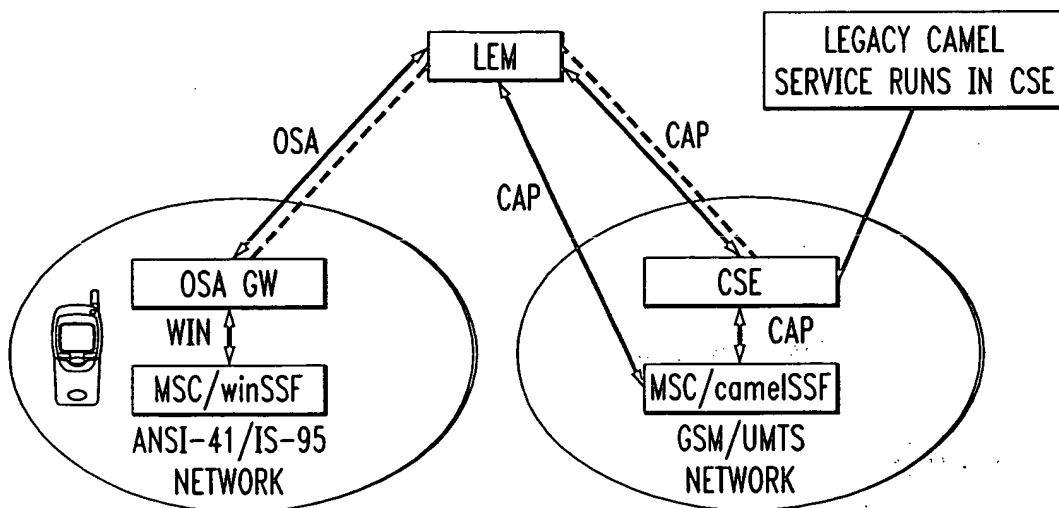 LEM
LEGACY CAMEL
SERVICE RUNS IN CSE
OSA
CAP
CAP
OSA GW
CSE
WIN
CAP
MSC/winSSF
MSC/camelSSF
ANSI-41/IS-95
NETWORK
GSM/UMTS
NETWORK